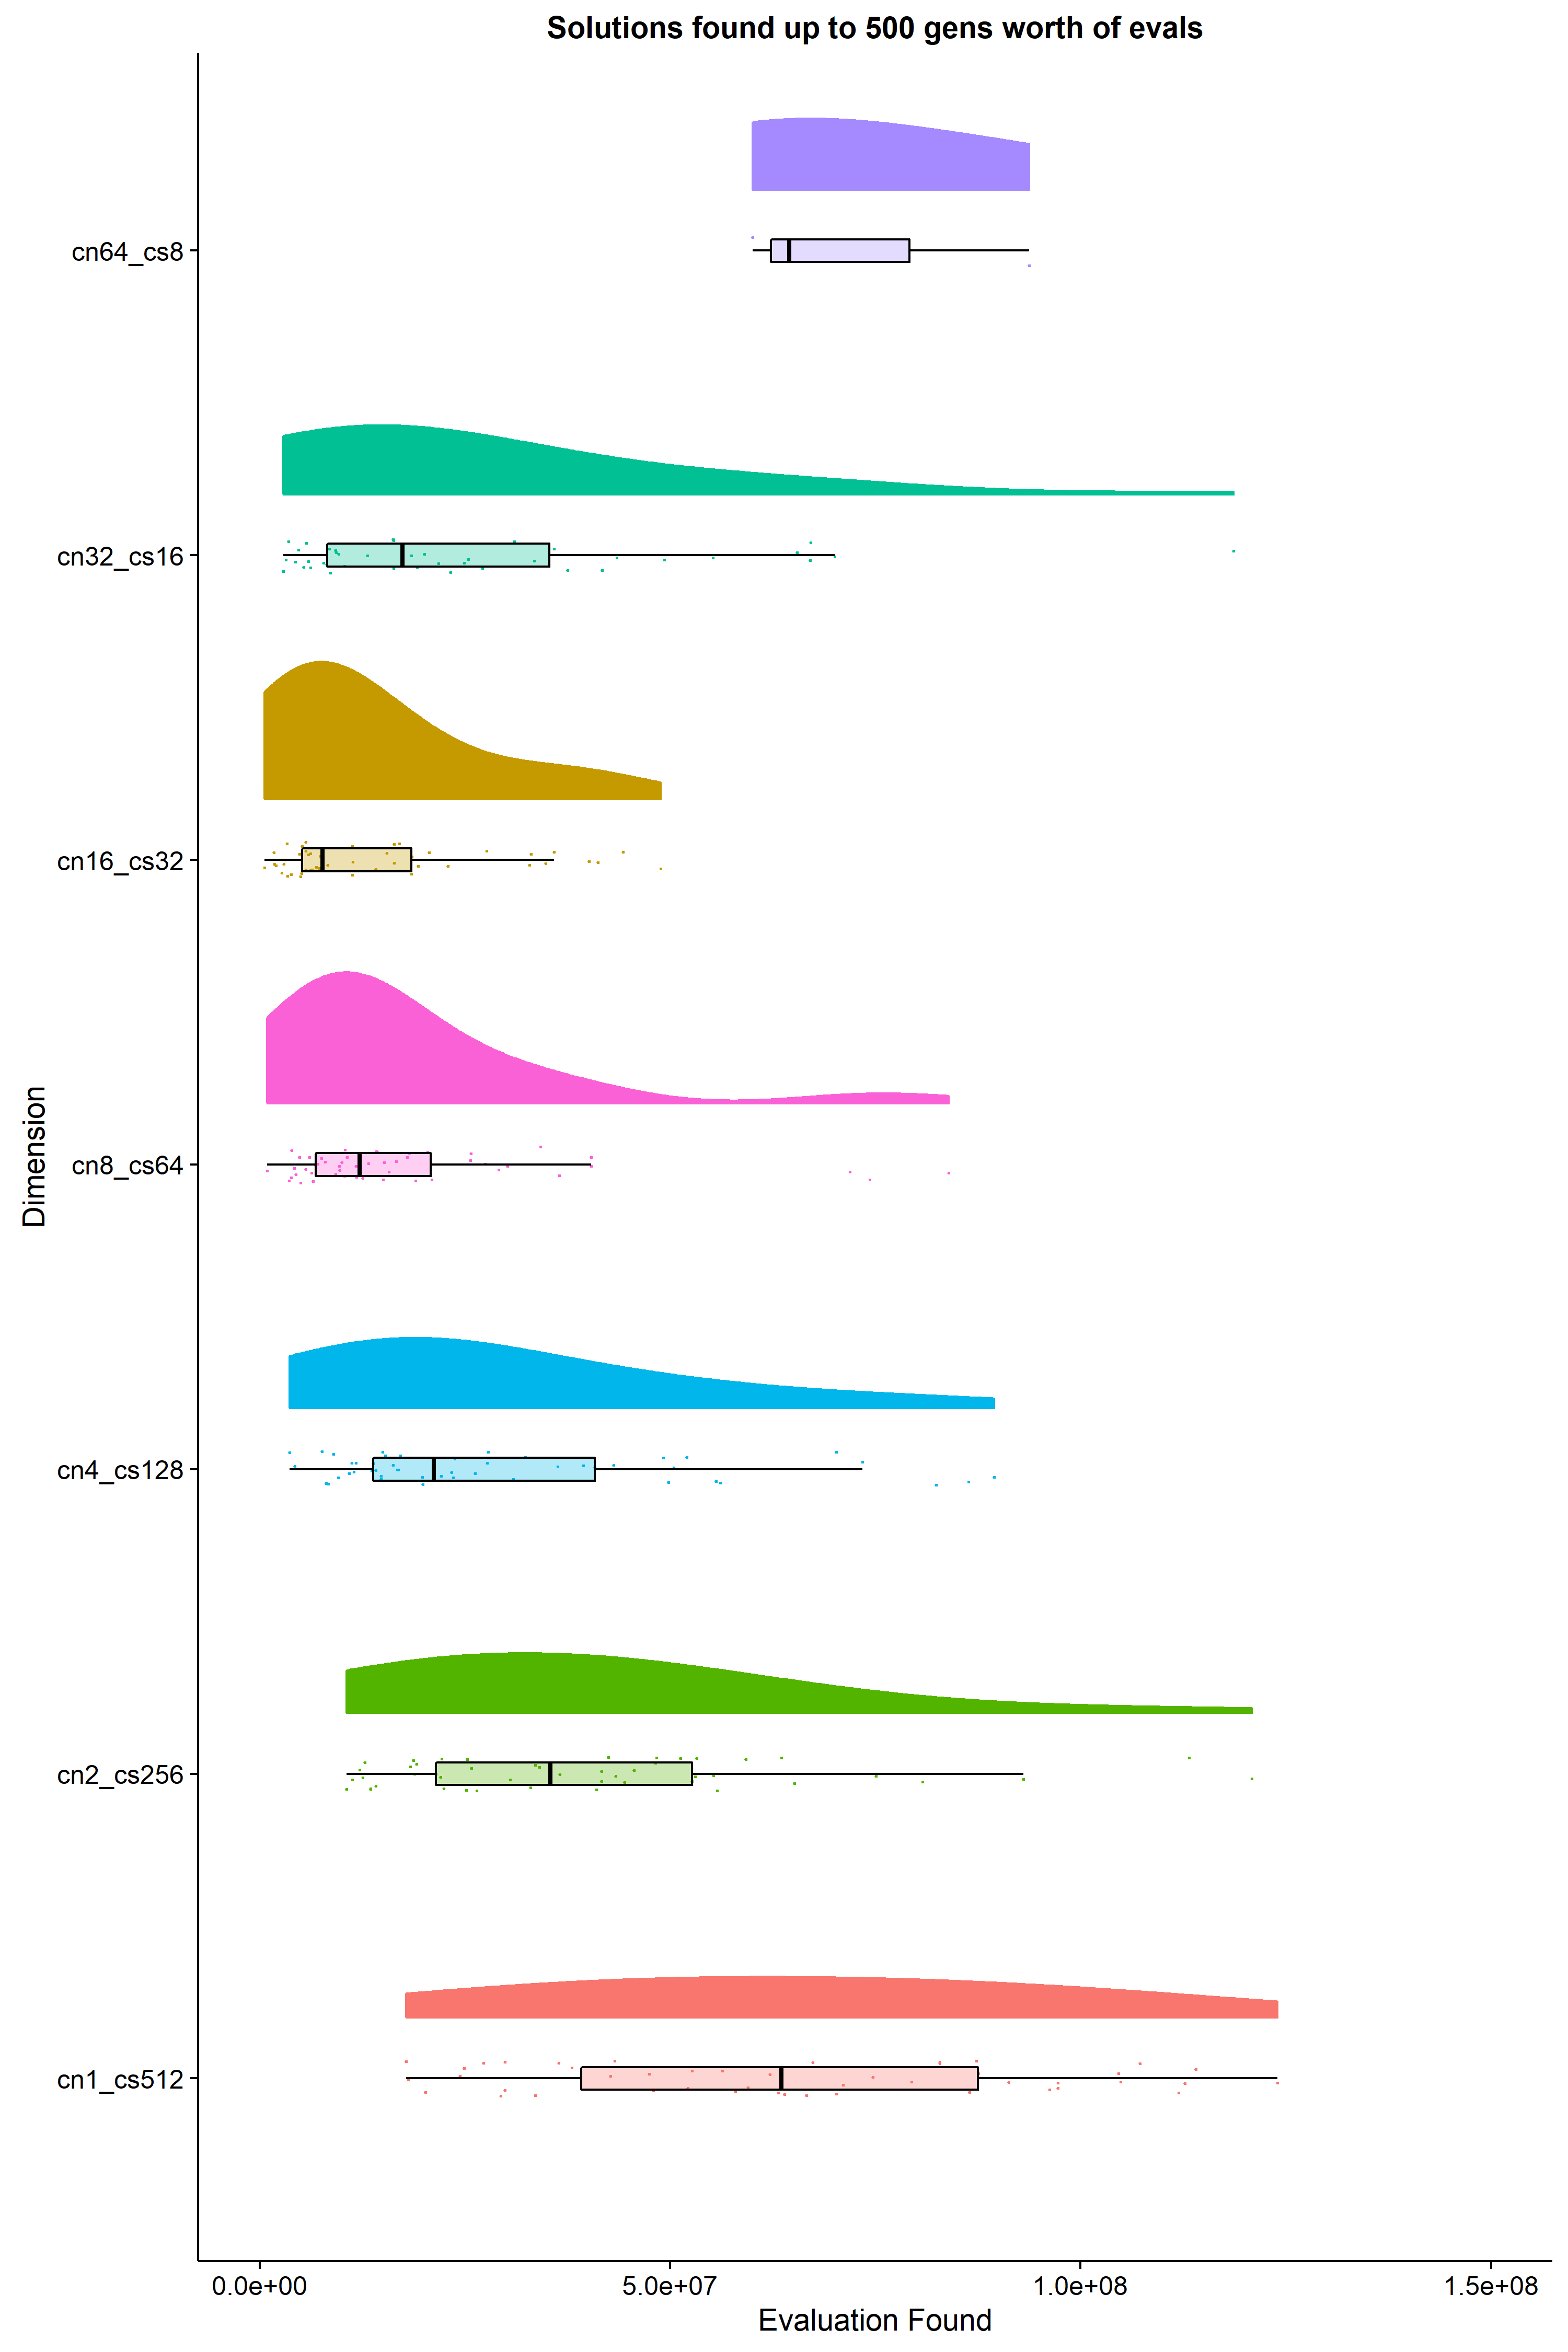 Solutions found up to 500 gens worth of evals
cn64_cs8
cn32_cs16
cn16_cs32
cn8_cs64
Dimension
cn4_cs128
cn2_cs256
cn1_cs512
0.0e+00
5.0e+07
1.0e+08
1.5e+08
Evaluation Found